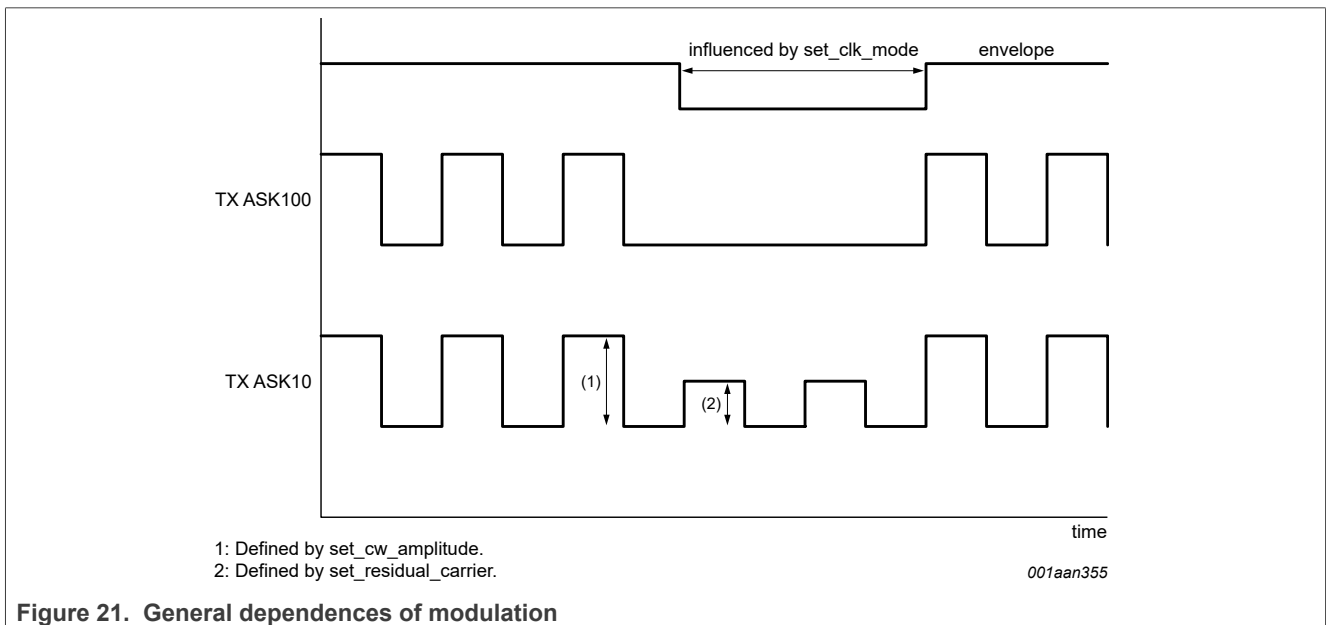 influenced by set_clk_mode
envelope
TX ASK100
TX ASK10
(1)
(2)
time
1: Defined by set_cw_amplitude.
2: Defined by set_residual_carrier.
001aan355
Figure 21. General dependences of modulation